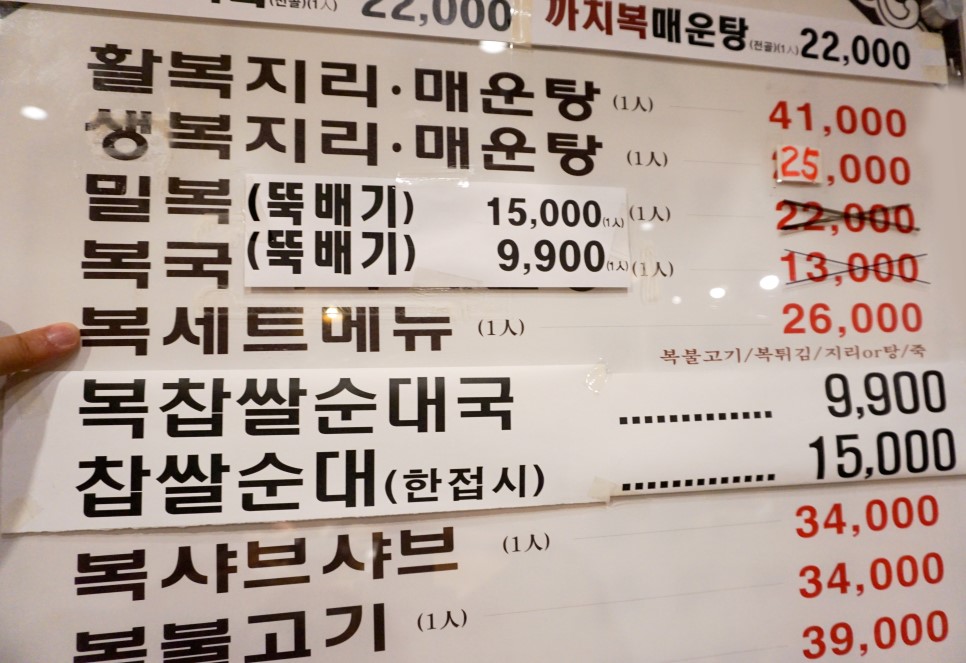 (전골)(1人) 22,000
까치복매운탕(전골)(1人) 22,000
활복지리·매운탕 (1人) 41,000
생복지리·매운탕 (1人) 25,000
밀복(뚝배기) 15,000(1人) (1人) 22,000
복국(뚝배기) 9,900(1人) (1人) 13,000
복세트메뉴 (1人) 26,000
복불고기/복튀김/지리or탕/죽
복찹쌀순대국 ............. 9,900
찹쌀순대(한접시) ............. 15,000
34,000
복샤브샤브 (1人) 34,000
복불고기 (1人) 39,000